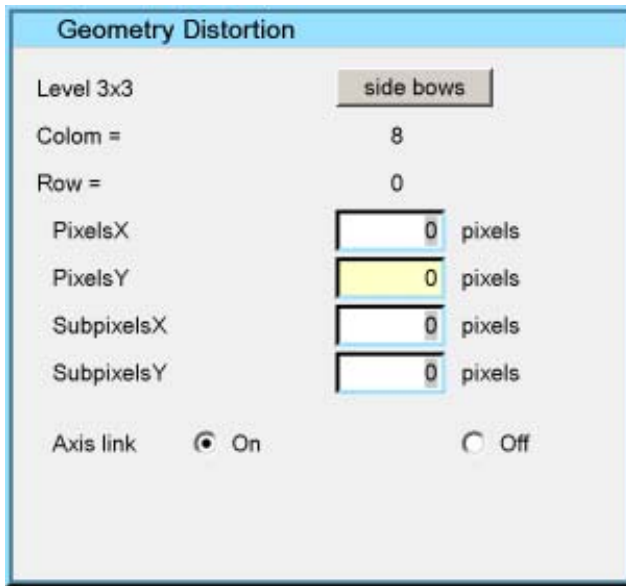 Geometry Distortion
Level 3x3 side bows
Colom = 8
Row = 0
PixelsX 0 pixels
PixelsY 0 pixels
SubpixelsX 0 pixels
SubpixelsY 0 pixels
Axis link On Off